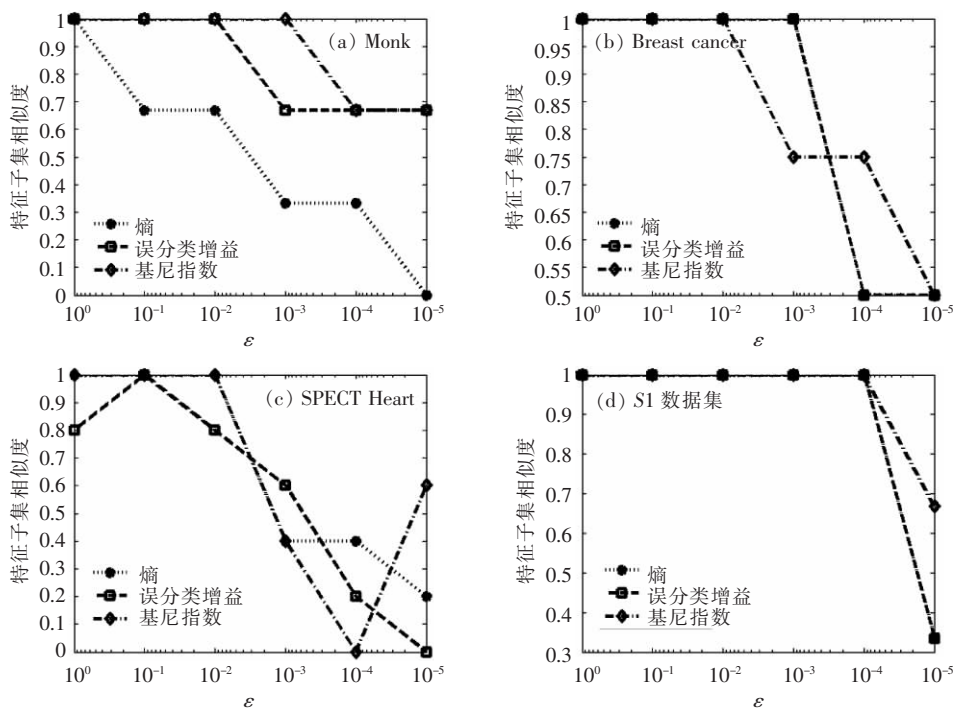 1
0.9
0.8
0.7
0.6
0.5
0.4
0.3
0.2
0.1
0
特征子集相似度
(a) Monk
熵
误分类增益
基尼指数
10⁰ 10⁻¹ 10⁻² 10⁻³ 10⁻⁴ 10⁻⁵
ε
1
0.95
0.9
0.85
0.8
0.75
0.7
0.65
0.6
0.55
0.5
特征子集相似度
(b) Breast cancer
熵
误分类增益
基尼指数
10⁰ 10⁻¹ 10⁻² 10⁻³ 10⁻⁴ 10⁻⁵
ε
1
0.9
0.8
0.7
0.6
0.5
0.4
0.3
0.2
0.1
0
特征子集相似度
(c) SPECT Heart
熵
误分类增益
基尼指数
10⁰ 10⁻¹ 10⁻² 10⁻³ 10⁻⁴ 10⁻⁵
ε
1
0.9
0.8
0.7
0.6
0.5
0.4
0.3
特征子集相似度
(d) S1 数据集
熵
误分类增益
基尼指数
10⁰ 10⁻¹ 10⁻² 10⁻³ 10⁻⁴ 10⁻⁵
ε